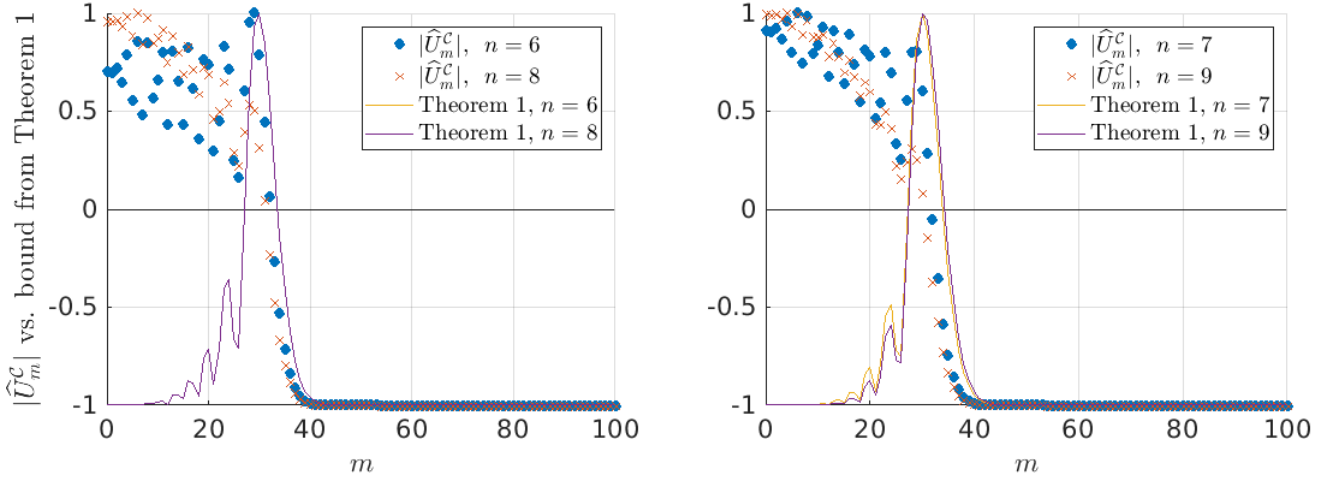 |Û_m^C| vs. bound from Theorem 1
1
0.5
0
-0.5
-1
0 20 40 60 80 100
m
|Û_m^C|, n = 6
|Û_m^C|, n = 8
Theorem 1, n = 6
Theorem 1, n = 8
1
0.5
0
-0.5
-1
0 20 40 60 80 100
m
|Û_m^C|, n = 7
|Û_m^C|, n = 9
Theorem 1, n = 7
Theorem 1, n = 9